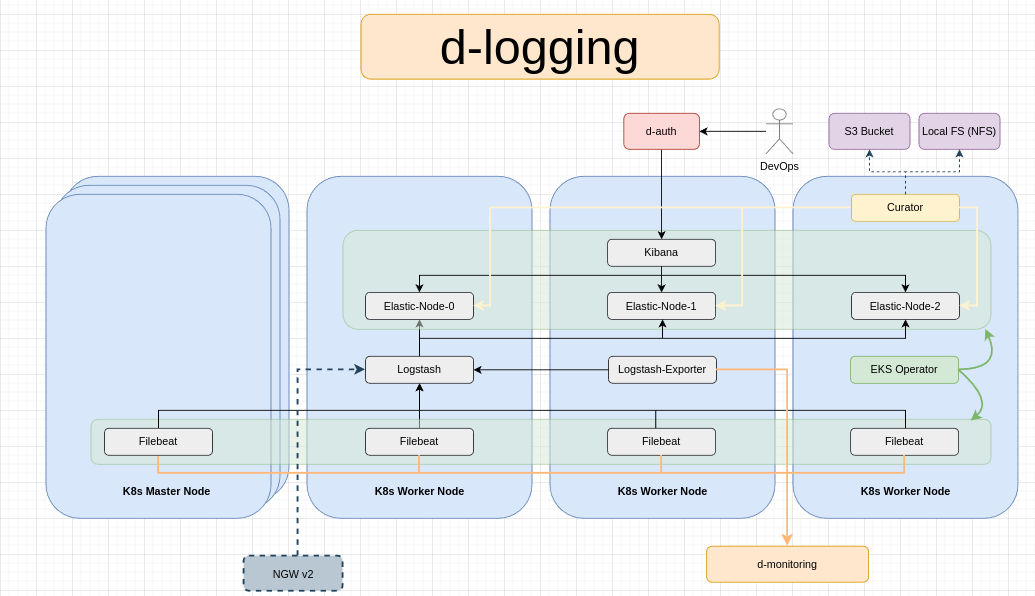 d-logging
d-auth
S3 Bucket
Local FS (NFS)
DevOps
Curator
Kibana
Elastic-Node-0
Elastic-Node-1
Elastic-Node-2
Logstash
Logstash-Exporter
EKS Operator
Filebeat
Filebeat
Filebeat
Filebeat
K8s Master Node
K8s Worker Node
K8s Worker Node
K8s Worker Node
NGW v2
d-monitoring